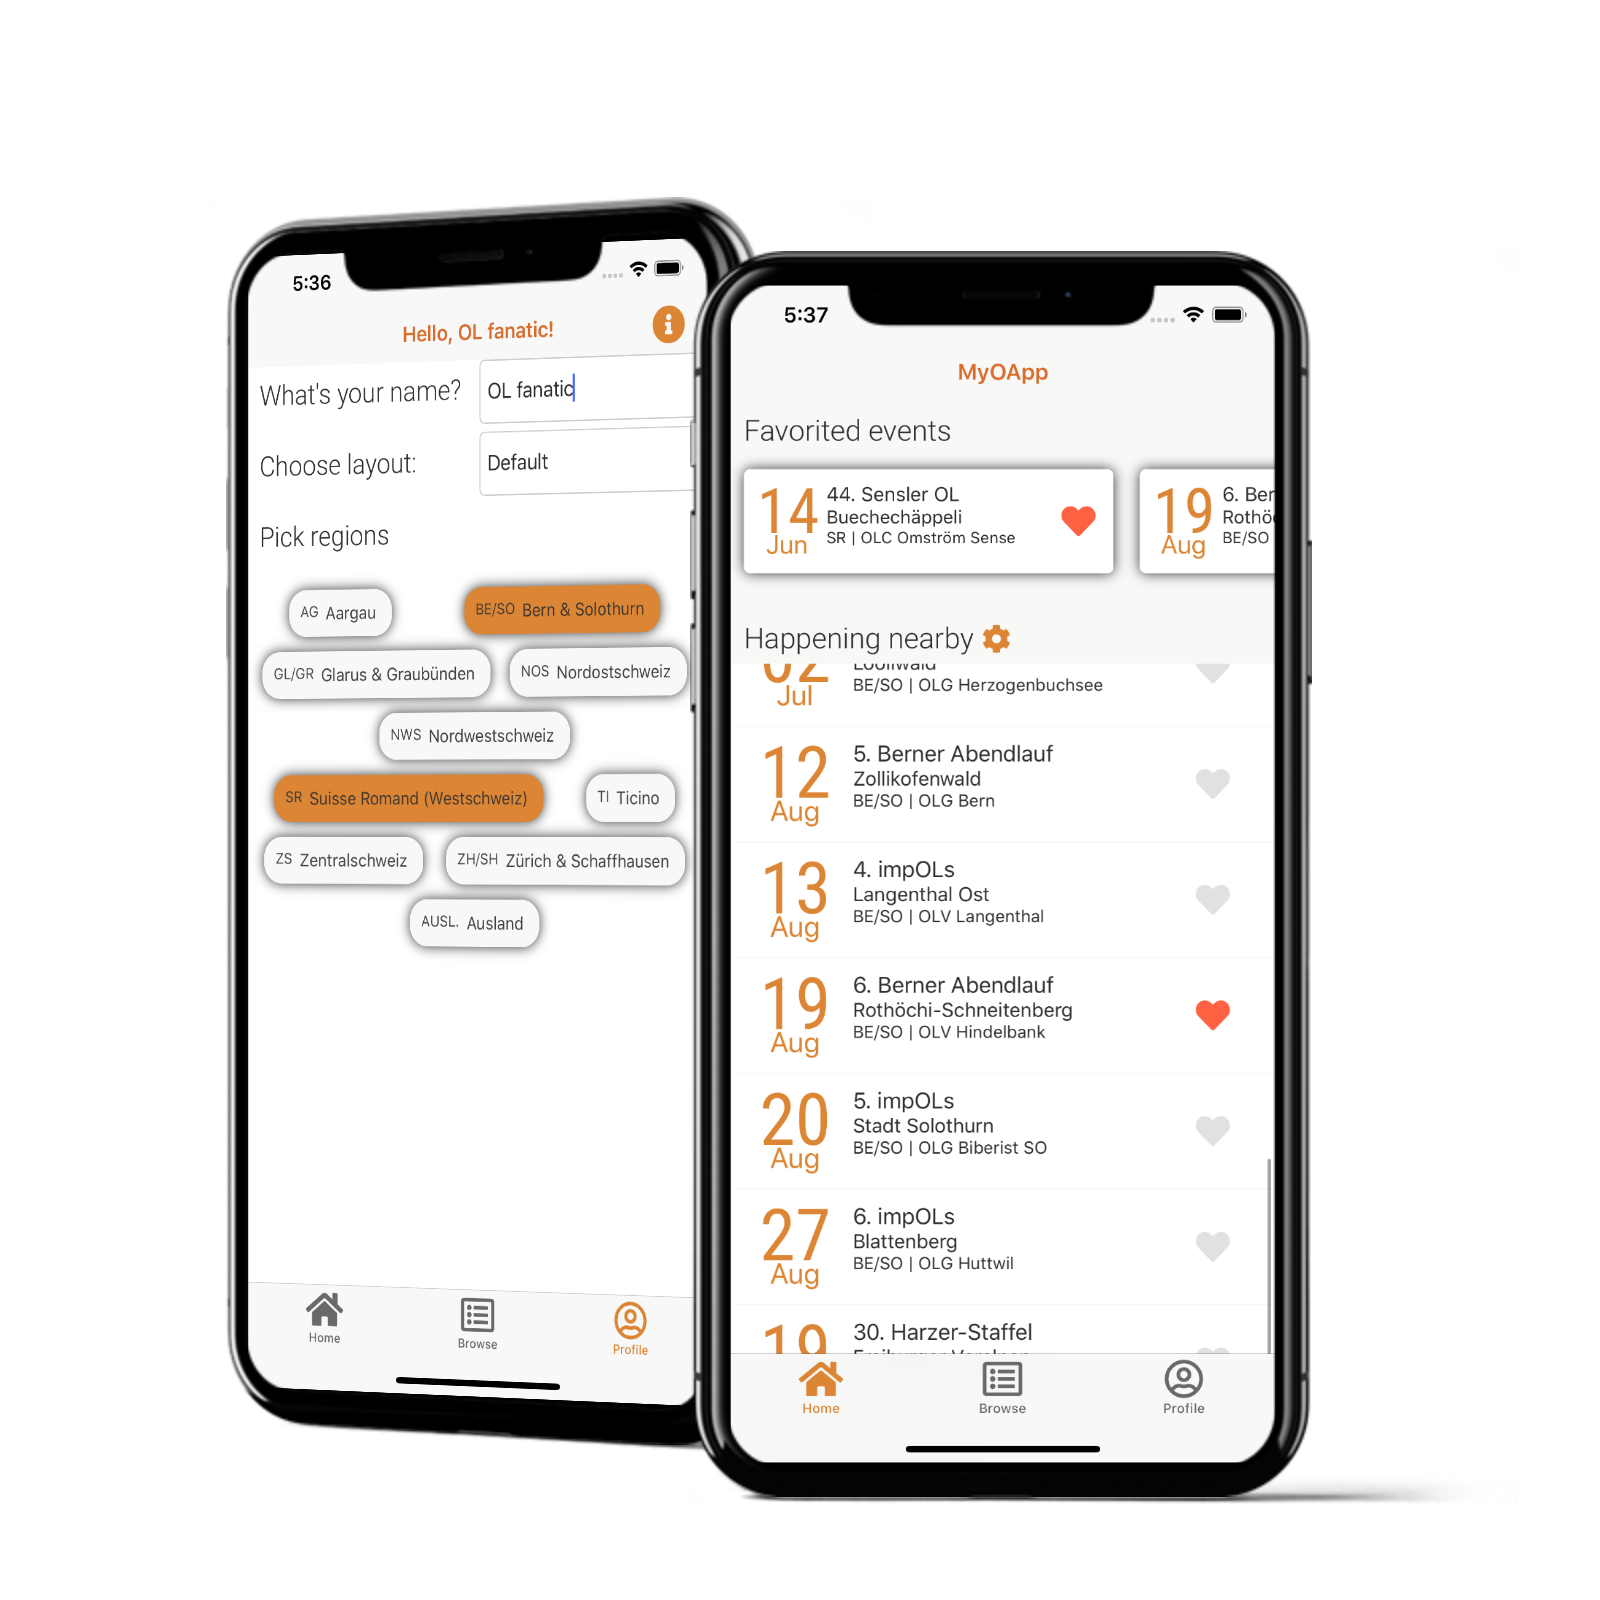 5:36
Hello, OL fanatic!
What's your name?
OL fanatic
Choose layout:
Default
Pick regions
AG Aargau
BE/SO Bern & Solothurn
GL/GR Glarus & Graubünden
NOS Nordostschweiz
NWS Nordwestschweiz
SR Suisse Romand (Westschweiz)
TI Ticino
ZS Zentralschweiz
ZH/SH Zürich & Schaffhausen
AUSL. Ausland
Home
Browse
Profile
5:37
MyOApp
Favorited events
14
Jun
44. Sensler OL
Buechechäppeli
SR | OLC Omström Sense
19
Aug
6. Ber
Rothö
BE/SO
Happening nearby
02
Jul
BE/SO | OLG Herzogenbuchsee
12
Aug
5. Berner Abendlauf
Zollikofenwald
BE/SO | OLG Bern
13
Aug
4. impOLs
Langenthal Ost
BE/SO | OLV Langenthal
19
Aug
6. Berner Abendlauf
Rothöchi-Schneitenberg
BE/SO | OLV Hindelbank
20
Aug
5. impOLs
Stadt Solothurn
BE/SO | OLG Biberist SO
27
Aug
6. impOLs
Blattenberg
BE/SO | OLG Huttwil
19
30. Harzer-Staffel
Home
Browse
Profile